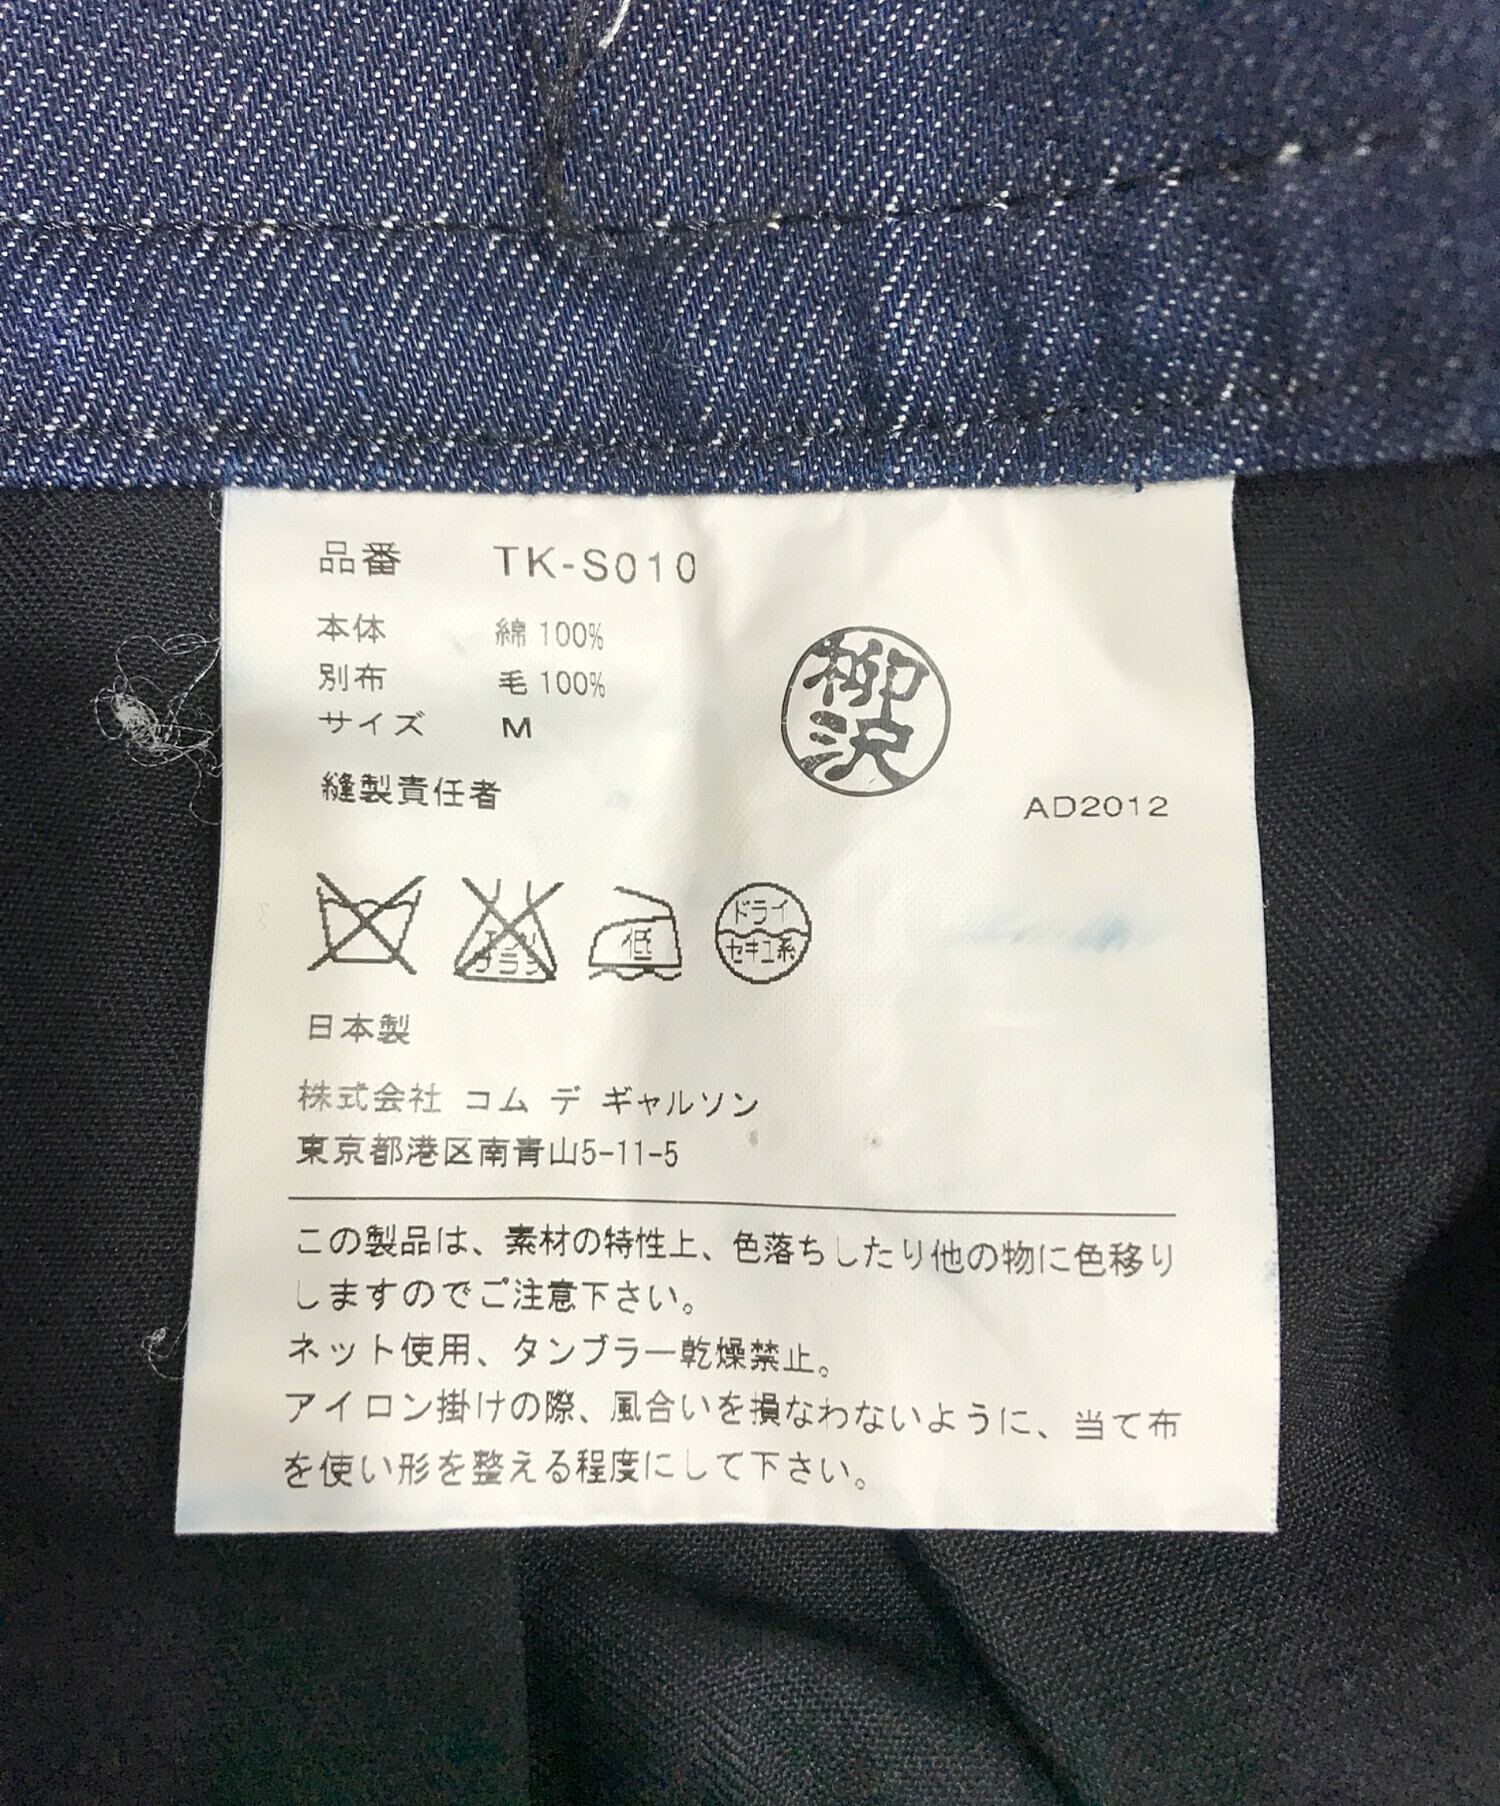 品番 TK-S010
本体 綿 100%
別布 毛 100%
サイズ M
縫製責任者
柳沢
AD2012
エンソ
サラシ
低
ドライ
セキユ系
日本製
株式会社 コム デ ギャルソン
東京都港区南青山5-11-5
この製品は、素材の特性上、色落ちしたり他の物に色移り
しますのでご注意下さい。
ネット使用、タンブラー乾燥禁止。
アイロン掛けの際、風合いを損なわないように、当て布
を使い形を整える程度にして下さい。